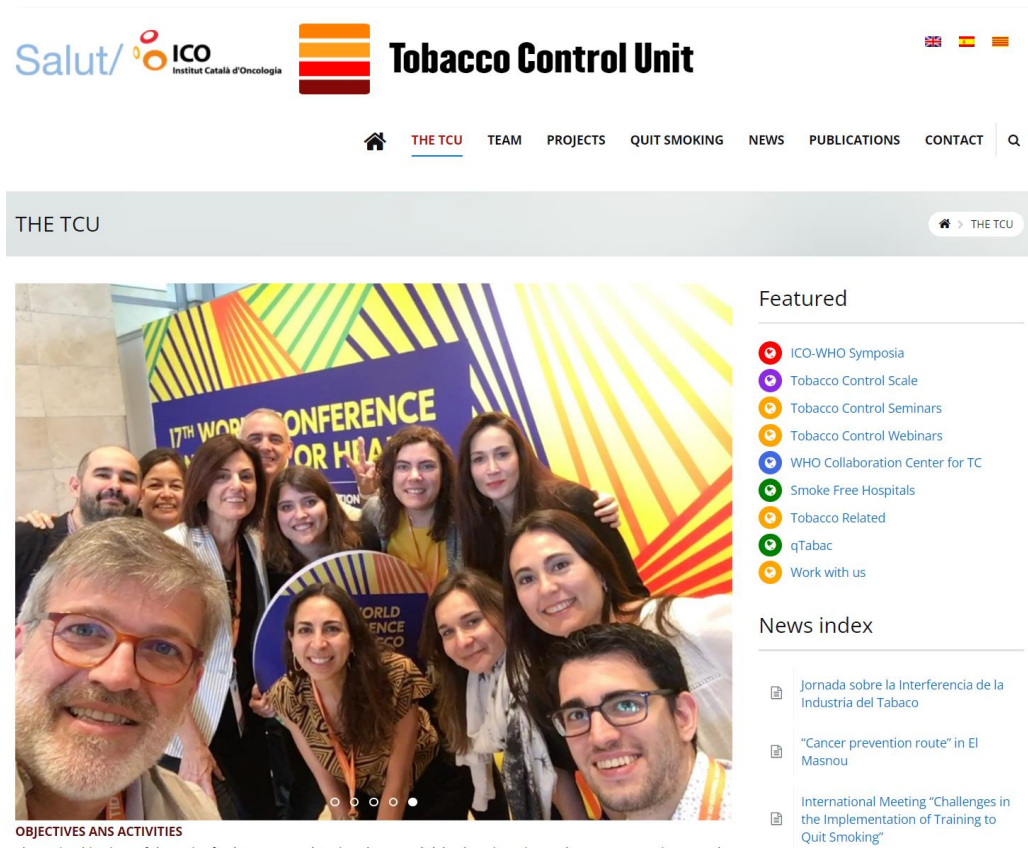 Salut/ ICO
Institut Català d'Oncologia
Tobacco Control Unit
THE TCU TEAM PROJECTS QUIT SMOKING NEWS PUBLICATIONS CONTACT
THE TCU
> THE TCU
17TH WORLD CONFERENCE
OR HEA
TION
WORLD
ENCE
CCO
OBJECTIVES ANS ACTIVITIES
Featured
ICO-WHO Symposia
Tobacco Control Scale
Tobacco Control Seminars
Tobacco Control Webinars
WHO Collaboration Center for TC
Smoke Free Hospitals
Tobacco Related
qTabac
Work with us
News index
Jornada sobre la Interferencia de la
Industria del Tabaco
“Cancer prevention route” in El
Masnou
International Meeting “Challenges in
the Implementation of Training to
Quit Smoking”